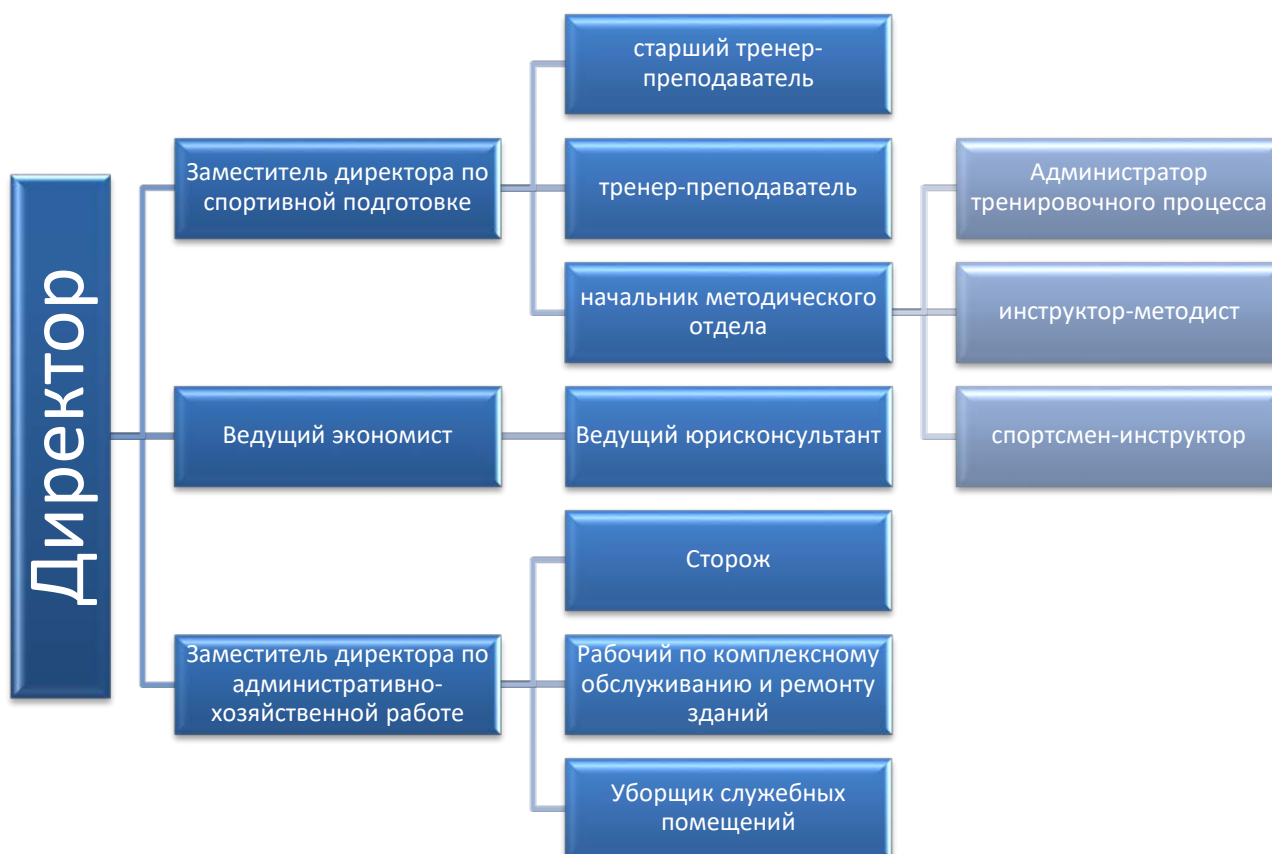 Директор
Заместитель директора по
спортивной подготовке
старший тренер-
преподаватель
тренер-преподаватель
начальник методического
отдела
Администратор
тренировочного процесса
инструктор-методист
спортсмен-инструктор
Ведущий экономист
Ведущий юрисконсультант
Заместитель директора по
административно-
хозяйственной работе
Сторож
Рабочий по комплексному
обслуживанию и ремонту
зданий
Уборщик служебных
помещений